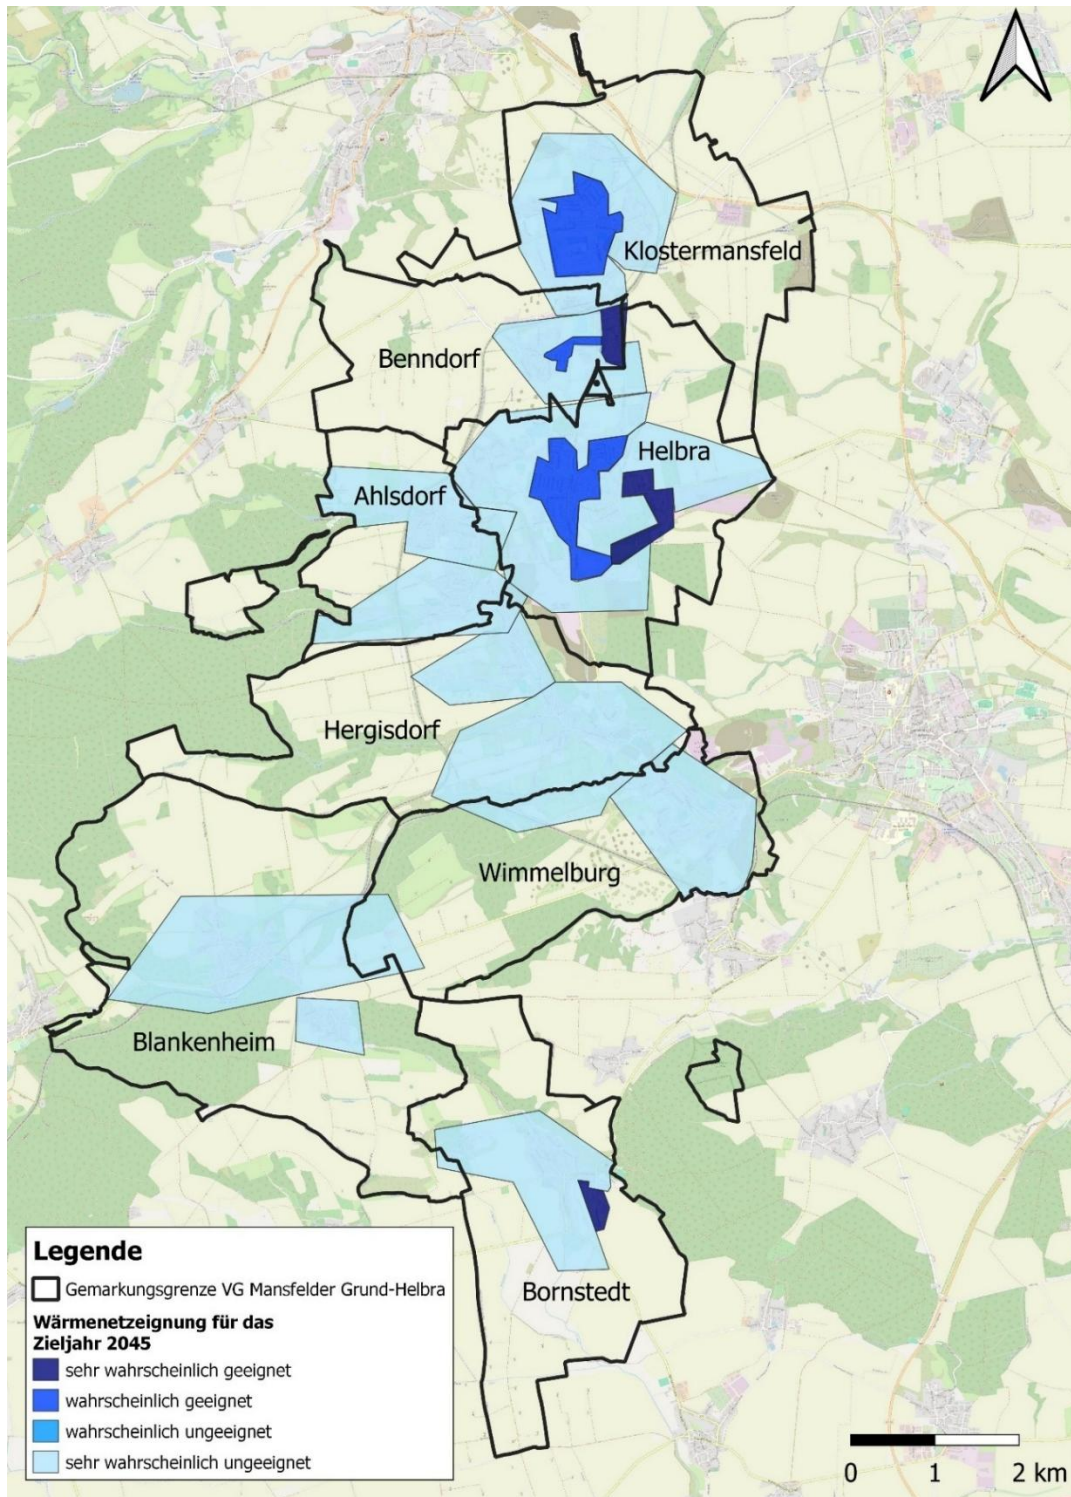 Klostermansfeld
Benndorf
Helbra
Ahlsdorf
Hergisdorf
Wimmelburg
Blankenheim
Bornstedt
Legende
Gemarkungsgrenze VG Mansfelder Grund-Helbra
Wärmenetzeignung für das
Zieljahr 2045
sehr wahrscheinlich geeignet
wahrscheinlich geeignet
wahrscheinlich ungeeignet
sehr wahrscheinlich ungeeignet
0 1 2 km